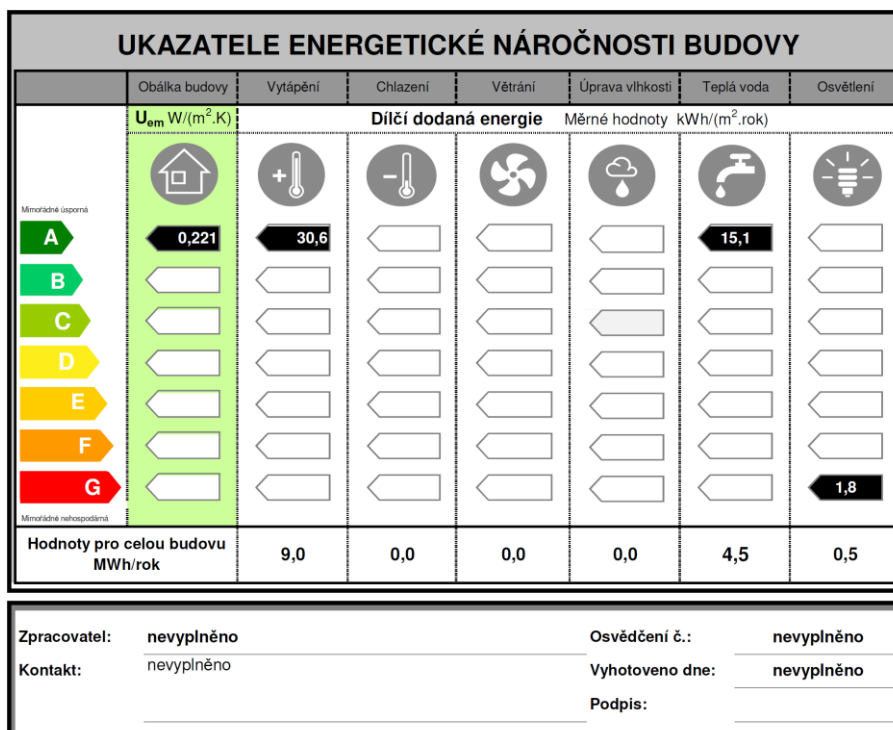 UKAZATELE ENERGETICKÉ NÁROČNOSTI BUDOVY
Obálka budovy Vytápění Chlazení Větrání Úprava vlhkosti Teplá voda Osvětlení
Uem W/(m².K) Dílčí dodaná energie Měrné hodnoty kWh/(m².rok)
Mimořádně úsporná
A 0,221 30,6 15,1
B
C
D
E
F
G 1,8
Mimořádně nehospodárná
Hodnoty pro celou budovu
MWh/rok 9,0 0,0 0,0 0,0 4,5 0,5
Zpracovatel: nevyplněno Osvědčení č.: nevyplněno
Kontakt: nevyplněno Vyhotoveno dne: nevyplněno
Podpis: